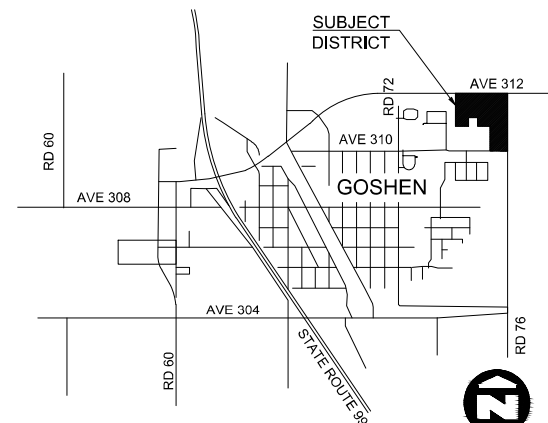 SUBJECT
DISTRICT
AVE 312
RD 72
RD 60
AVE 310
GOSHEN
AVE 308
AVE 304
RD 76
RD 60
STATE ROUTE 99
N